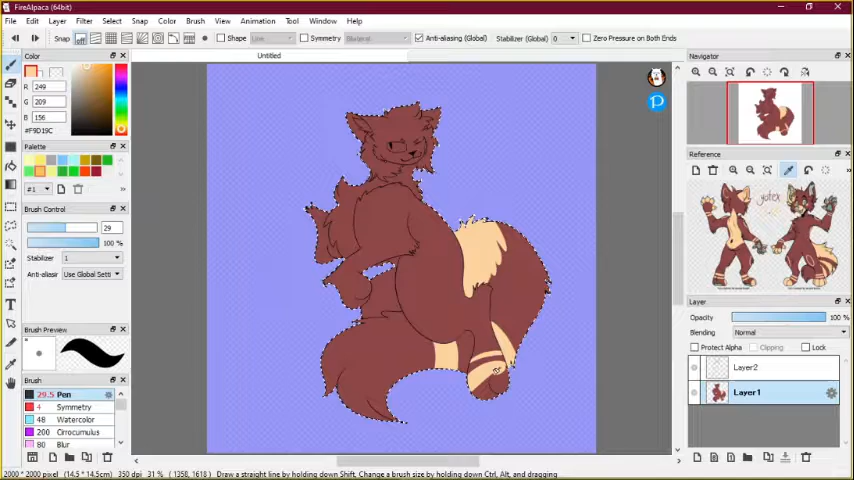 FireAlpaca (64bit)
File Edit Layer Filter Select Snap Color Brush View Animation Tool Window Help
Snap off Shape Line Symmetry Bilateral Anti-aliasing (Global) Stabilizer (Global) 0 Zero Pressure on Both Ends
Color
Untitled
Navigator
R 249
G 209
B 156
#F9D19C
Palette
Reference
#1
yotex
Brush Control
29
100 %
Stabilizer 1
Anti-aliasir Use Global Setti
Layer
Opacity 100 %
Blending Normal
Brush Preview
Protect Alpha Clipping Lock
Layer2
Brush
29.5 Pen
Layer1
4 Symmetry
48 Watercolor
200 Cirrocumulus
80 Blur
2000 * 2000 pixel (14.5 * 14.5cm) 350 dpi 31 % ( 1358, 1618 ) Draw a straight line by holding down Shift, Change a brush size by holding down Ctrl, Alt, and dragging